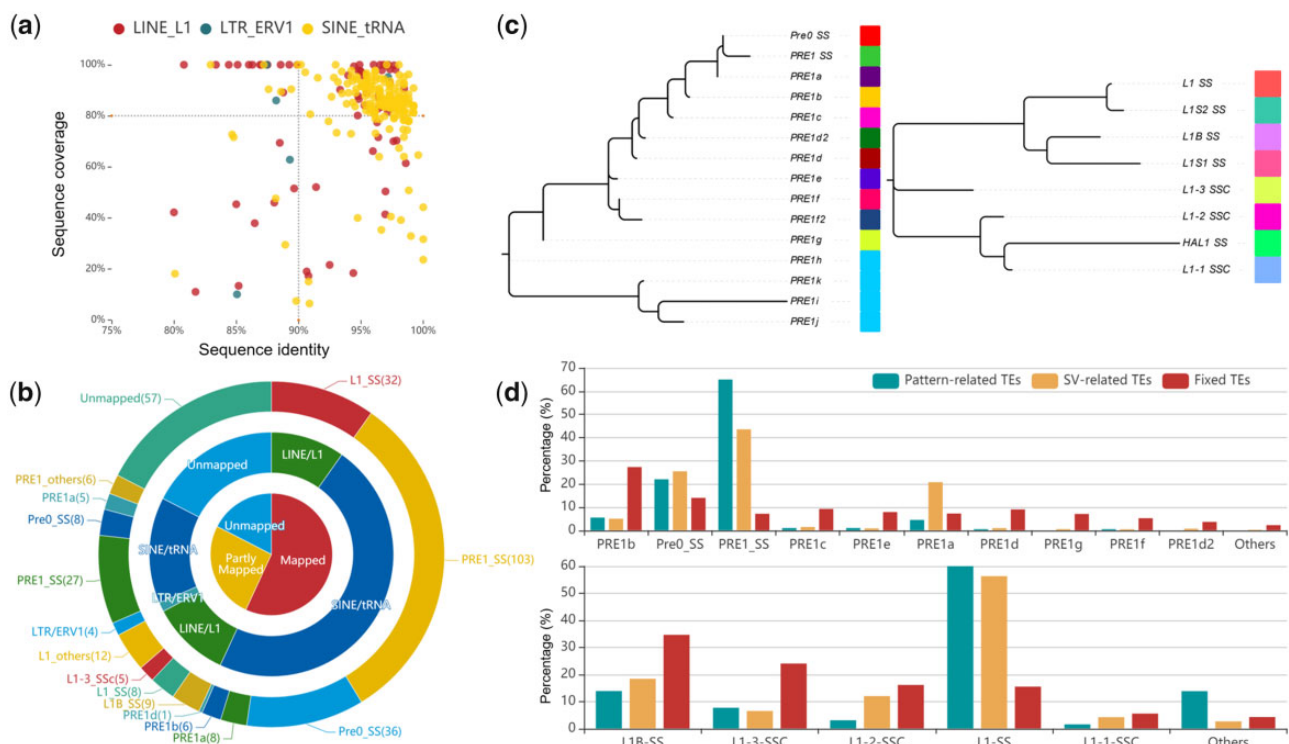 (a)
LINE_L1 LTR_ERV1 SINE_tRNA
100%
80%
60%
40%
20%
0%
Sequence coverage
75% 80% 85% 90% 95% 100%
Sequence identity
(b)
L1_SS(32)
Unmapped(57)
PRE1_others(6)
PRE1a(5)
Pre0_SS(8)
PRE1_SS(27)
LTR/ERV1(4)
L1_others(12)
L1-3_SSc(5)
L1_SS(8)
L1B_SS(9)
PRE1d(1)
PRE1b(6)
PRE1a(8)
Pre0_SS(36)
PRE1_SS(103)
Unmapped
LINE/L1
SINE/tRNA
SINE/tRNA
LTR/ERV1
LINE/L1
Unmapped
Partly
Mapped
Mapped
(c)
Pre0 SS
PRE1 SS
PRE1a
PRE1b
PRE1c
PRE1d2
PRE1d
PRE1e
PRE1f
PRE1f2
PRE1g
PRE1h
PRE1k
PRE1i
PRE1j
L1 SS
L1S2 SS
L1B SS
L1S1 SS
L1-3 SSC
L1-2 SSC
HAL1 SS
L1-1 SSC
(d)
Pattern-related TEs SV-related TEs Fixed TEs
Percentage (%)
70
60
50
40
30
20
10
0
PRE1b Pre0_SS PRE1_SS PRE1c PRE1e PRE1a PRE1d PRE1g PRE1f PRE1d2 Others
Percentage (%)
60
50
40
30
20
10
0
L1B-SS L1-3-SSC L1-2-SSC L1-SS L1-1-SSC Others